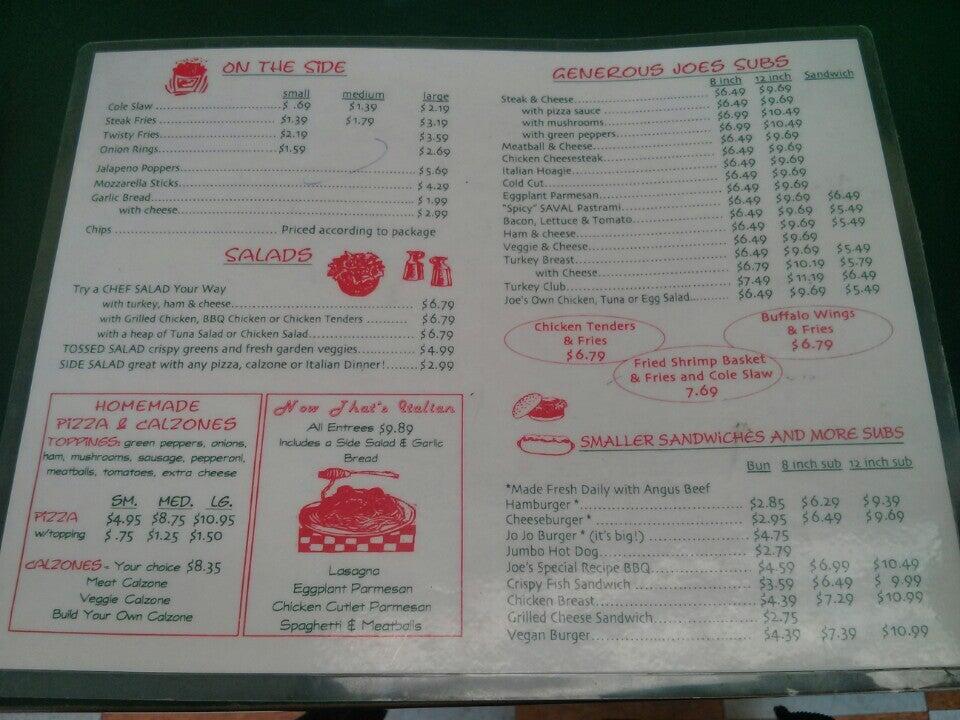 ON THE SIDE
small medium large
Cole Slaw $ .69 $1.39 $ 2.19
Steak Fries $1.39 $1.79 $3.19
Twisty Fries $2.19 $3.59
Onion Rings $1.59 $2.69
Jalapeno Poppers $5.69
Mozzarella Sticks $ 4.29
Garlic Bread $ 1.99
with cheese $ 2.99
Chips Priced according to package
SALADS
Try a CHEF SALAD Your Way
with turkey, ham & cheese $6.79
with Grilled Chicken, BBQ Chicken or Chicken Tenders $6.79
with a heap of Tuna Salad or Chicken Salad $6.79
TOSSED SALAD crispy greens and fresh garden veggies $4.99
SIDE SALAD great with any pizza, calzone or Italian Dinner! $2.99
HOMEMADE
PIZZA & CALZONES
TOPPINGS: green peppers, onions,
ham, mushrooms, sausage, pepperoni,
meatballs, tomatoes, extra cheese
SM. MED. LG.
PIZZA $4.95 $8.75 $10.95
w/topping $ .75 $1.25 $1.50
CALZONES - Your choice $8.35
Meat Calzone
Veggie Calzone
Build Your Own Calzone
Now That's Italian
All Entrees $9.89
Includes a Side Salad & Garlic
Bread
Lasagna
Eggplant Parmesan
Chicken Cutlet Parmesan
Spaghetti & Meatballs
GENEROUS JOES SUBS
8 inch 12 inch Sandwich
Steak & Cheese $6.49 $9.69
with pizza sauce $6.49 $9.69
with mushrooms $6.99 $10.49
with green peppers $6.99 $10.49
Meatball & Cheese $6.49 $9.69
Chicken Cheesesteak $6.49 $9.69
Italian Hoagie $6.49 $9.69
Cold Cut $6.49 $9.69
Eggplant Parmesan $6.49 $9.69
"Spicy" SAVAL Pastrami $6.49 $9.69 $6.49
Bacon, Lettuce & Tomato $6.49 $9.69 $5.49
Ham & cheese $6.49 $9.69 $5.49
Veggie & Cheese $6.49 $9.69
Turkey Breast $6.49 $9.69 $5.49
with Cheese $6.79 $10.19 $5.79
Turkey Club $7.49 $11.19 $6.49
Joe's Own Chicken, Tuna or Egg Salad $6.49 $9.69 $5.49
Chicken Tenders
& Fries
$6.79
Buffalo Wings
& Fries
$6.79
Fried Shrimp Basket
& Fries and Cole Slaw
7.69
SMALLER SANDWICHES AND MORE SUBS
Bun 8 inch sub 12 inch sub
*Made Fresh Daily with Angus Beef
Hamburger * $2.85 $6.29 $9.39
Cheeseburger * $2.95 $6.49 $9.69
Jo Jo Burger * (it's big!) $4.75
Jumbo Hot Dog $2.79
Joe's Special Recipe BBQ $4.59 $6.99 $10.49
Crispy Fish Sandwich $3.59 $6.49 $ 9.99
Chicken Breast $4.39 $7.29 $10.99
Grilled Cheese Sandwich $2.75
Vegan Burger $4.39 $7.39 $10.99